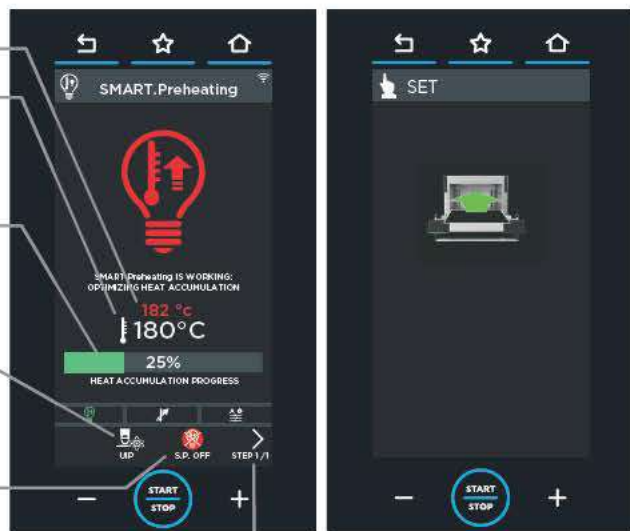 SMART.Preheating
SMART.Preheating IS WORKING:
OPTIMIZING HEAT ACCUMULATION
182 °c
180°C
25%
HEAT ACCUMULATION PROGRESS
UIP
S.P. OFF
STEP 1/1
START
STOP
SET
START
STOP